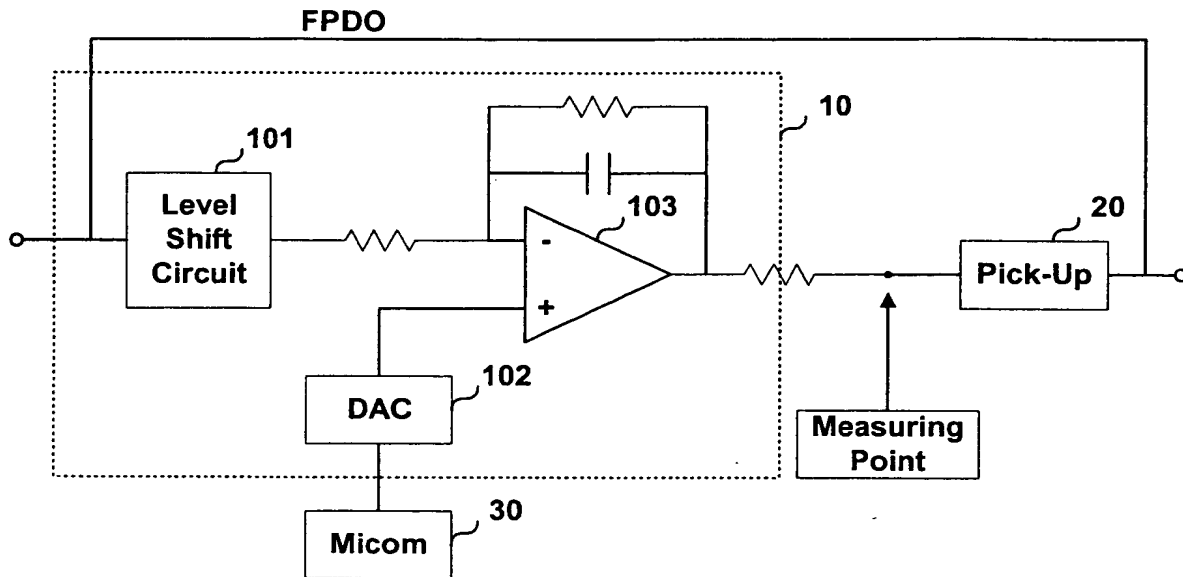 FPDO
10
101
Level
Shift
Circuit
-
103
20
Pick-Up
+
102
DAC
Measuring
Point
30
Micom